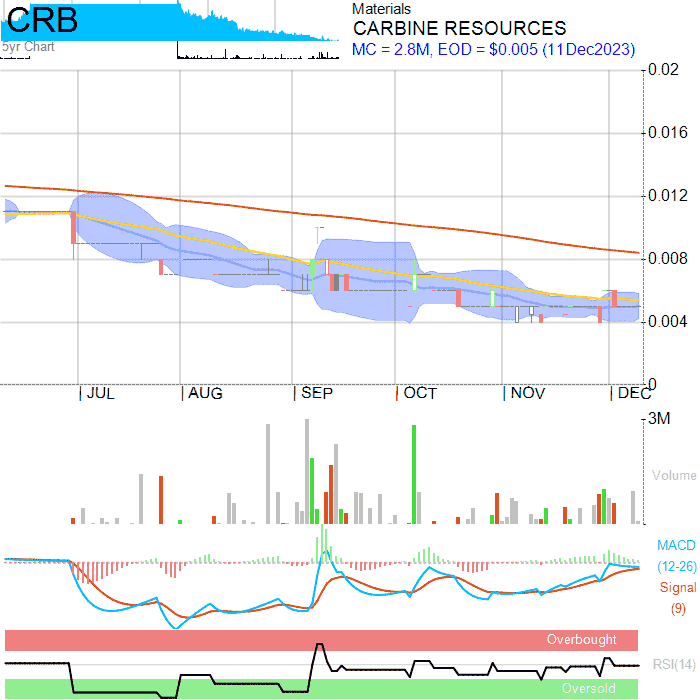 CRB
5yr Chart
Materials
CARBINE RESOURCES
MC = 2.8M, EOD = $0.005 (11Dec2023)
0.02
0.016
0.012
0.008
0.004
0
JUL AUG SEP OCT NOV DEC
3M
Volume
MACD
(12-26)
Signal
(9)
Overbought
RSI(14)
Oversold